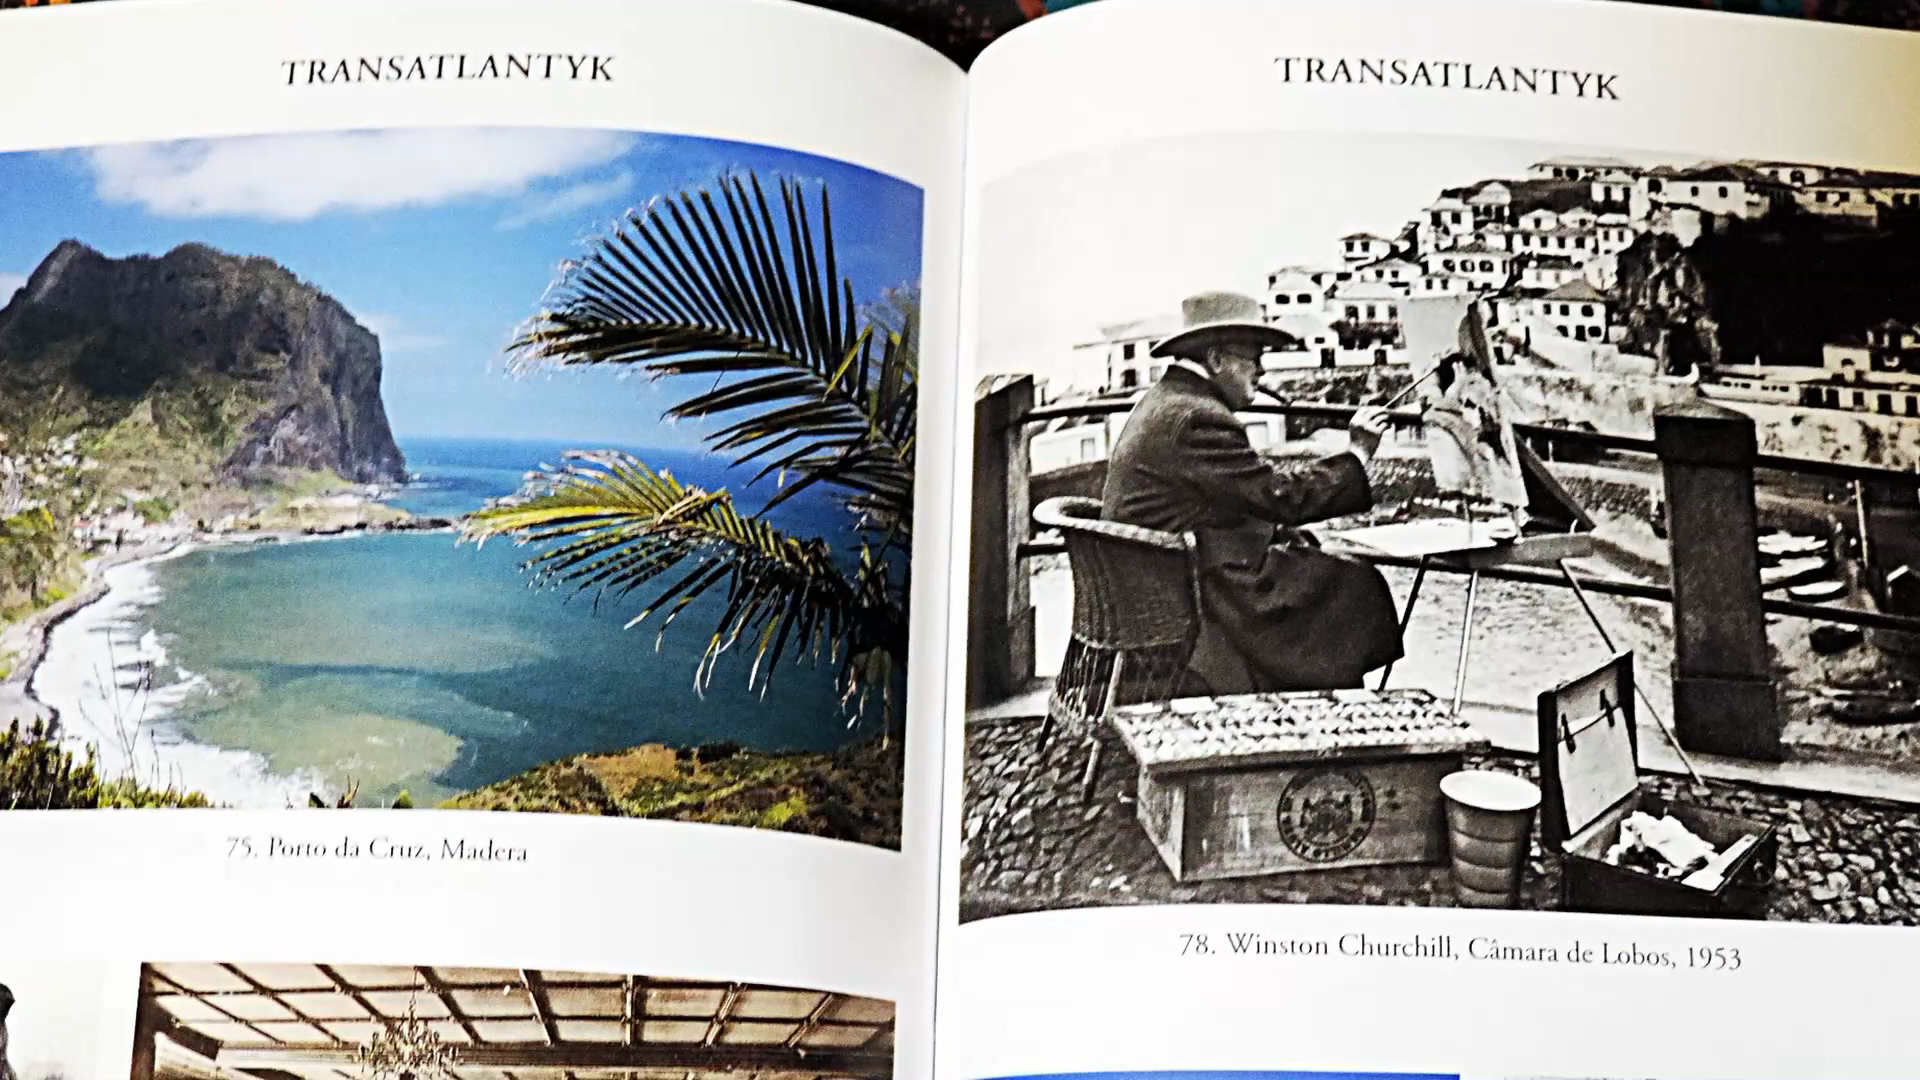 TRANSATLANTYK
75. Porto da Cruz, Madera
TRANSATLANTYK
78. Winston Churchill, Câmara de Lobos, 1953